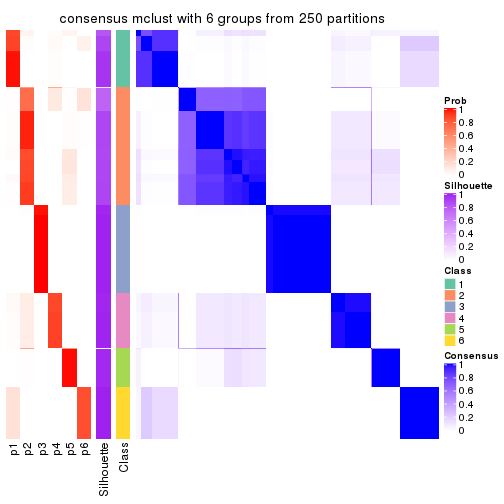 consensus mclust with 6 groups from 250 partitions
Prob
1
0.8
0.6
0.4
0.2
0
Silhouette
1
0.8
0.6
0.4
0.2
0
Class
1
2
3
4
5
6
Consensus
1
0.8
0.6
0.4
0.2
0
p1
p2
p3
p4
p5
p6
Silhouette
Class